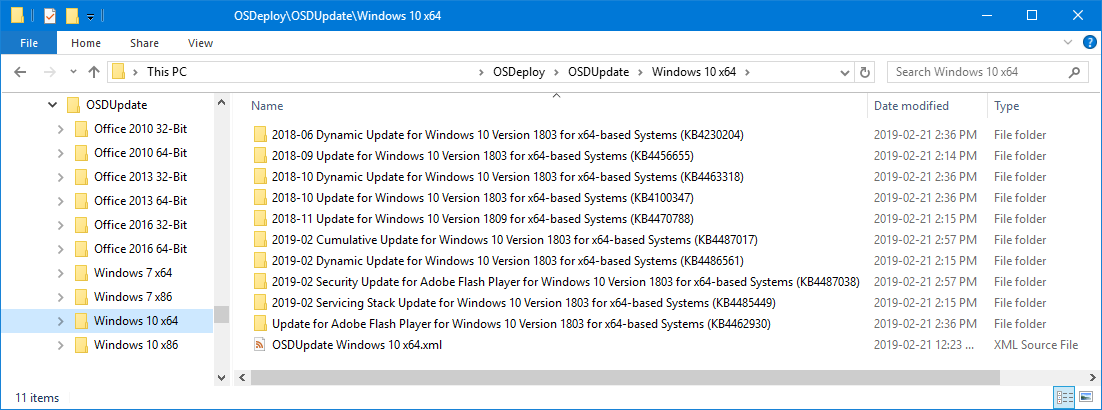 OSDeploy\OSDUpdate\Windows 10 x64
File Home Share View
This PC OSDeploy OSDUpdate Windows 10 x64 Search Windows 10 x64
OSDUpdate
Office 2010 32-Bit
Office 2010 64-Bit
Office 2013 32-Bit
Office 2013 64-Bit
Office 2016 32-Bit
Office 2016 64-Bit
Windows 7 x64
Windows 7 x86
Windows 10 x64
Windows 10 x86
Name Date modified Type
2018-06 Dynamic Update for Windows 10 Version 1803 for x64-based Systems (KB4230204) 2019-02-21 2:36 PM File folder
2018-09 Update for Windows 10 Version 1803 for x64-based Systems (KB4456655) 2019-02-21 2:14 PM File folder
2018-10 Dynamic Update for Windows 10 Version 1803 for x64-based Systems (KB4463318) 2019-02-21 2:36 PM File folder
2018-10 Update for Windows 10 Version 1803 for x64-based Systems (KB4100347) 2019-02-21 2:36 PM File folder
2018-11 Update for Windows 10 Version 1809 for x64-based Systems (KB4470788) 2019-02-21 2:15 PM File folder
2019-02 Cumulative Update for Windows 10 Version 1803 for x64-based Systems (KB4487017) 2019-02-21 2:57 PM File folder
2019-02 Dynamic Update for Windows 10 Version 1803 for x64-based Systems (KB4486561) 2019-02-21 2:15 PM File folder
2019-02 Security Update for Adobe Flash Player for Windows 10 Version 1803 for x64-based Systems (KB4487038) 2019-02-21 2:57 PM File folder
2019-02 Servicing Stack Update for Windows 10 Version 1803 for x64-based Systems (KB4485449) 2019-02-21 2:15 PM File folder
Update for Adobe Flash Player for Windows 10 Version 1803 for x64-based Systems (KB4462930) 2019-02-21 2:36 PM File folder
OSDUpdate Windows 10 x64.xml 2019-02-21 12:23 ... XML Source File
11 items